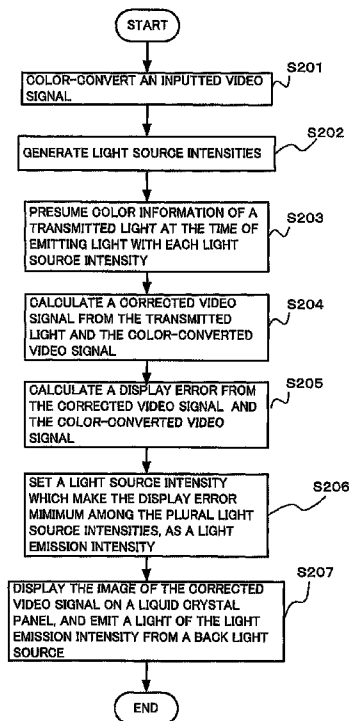 START
S201
COLOR-CONVERT AN INPUTTED VIDEO
SIGNAL
S202
GENERATE LIGHT SOURCE INTENSITIES
S203
PRESUME COLOR INFORMATION OF A
TRANSMITTED LIGHT AT THE TIME OF
EMITTING LIGHT WITH EACH LIGHT
SOURCE INTENSITY
S204
CALCULATE A CORRECTED VIDEO
SIGNAL FROM THE TRANSMITTED
LIGHT AND THE COLOR-CONVERTED
VIDEO SIGNAL
S205
CALCULATE A DISPLAY ERROR FROM
THE CORRECTED VIDEO SIGNAL AND
THE COLOR-CONVERTED VIDEO
SIGNAL
S206
SET A LIGHT SOURCE INTENSITY
WHICH MAKE THE DISPLAY ERROR
MIMIMUM AMONG THE PLURAL LIGHT
SOURCE INTENSITIES, AS A LIGHT
EMISSION INTENSITY
S207
DISPLAY THE IMAGE OF THE CORRECTED
VIDEO SIGNAL ON A LIQUID CRYSTAL
PANEL, AND EMIT A LIGHT OF THE LIGHT
EMISSION INTENSITY FROM A BACK LIGHT
SOURCE
END